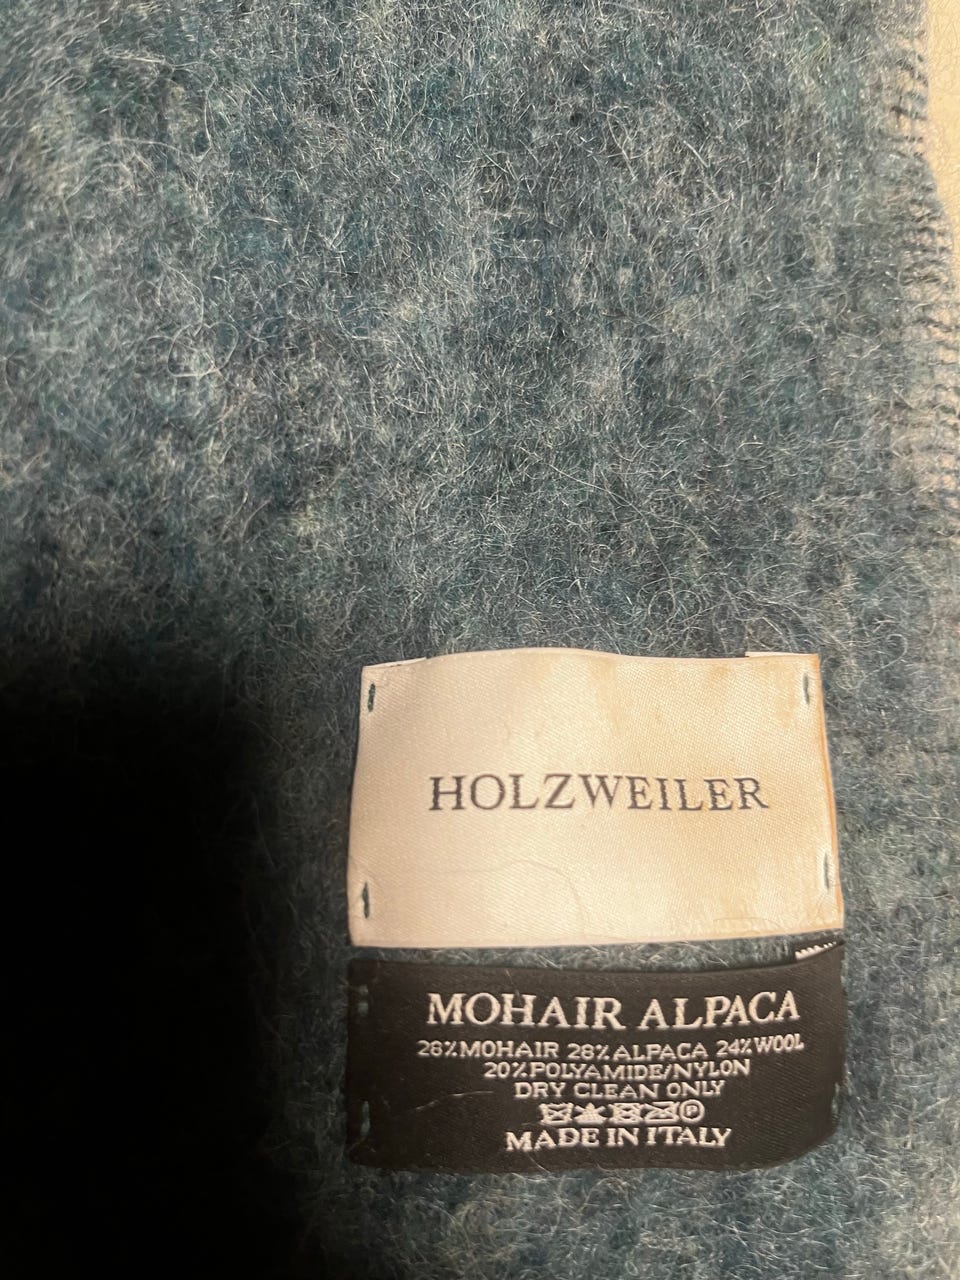 HOLZWEILER
MOHAIR ALPACA
28%MOHAIR 28%ALPACA 24%WOOL
20%POLYAMIDE/NYLON
DRY CLEAN ONLY
P
MADE IN ITALY